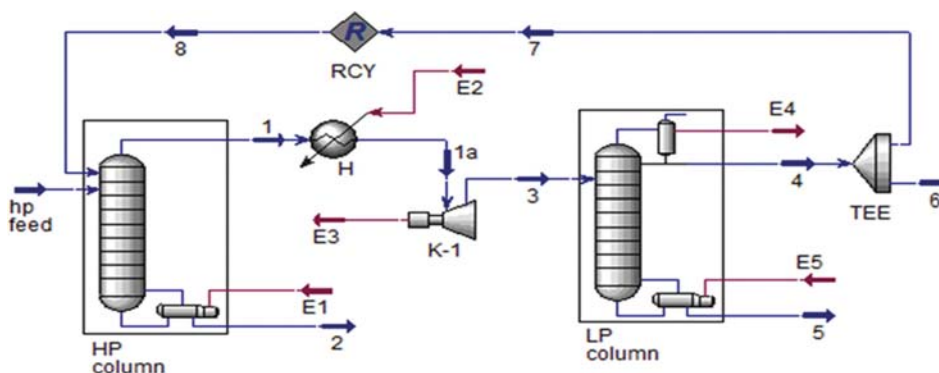 8
R
RCY
7
E2
E4
1
H
1a
hp
feed
3
4
6
E3
K-1
TEE
E1
E5
2
5
HP
column
LP
column